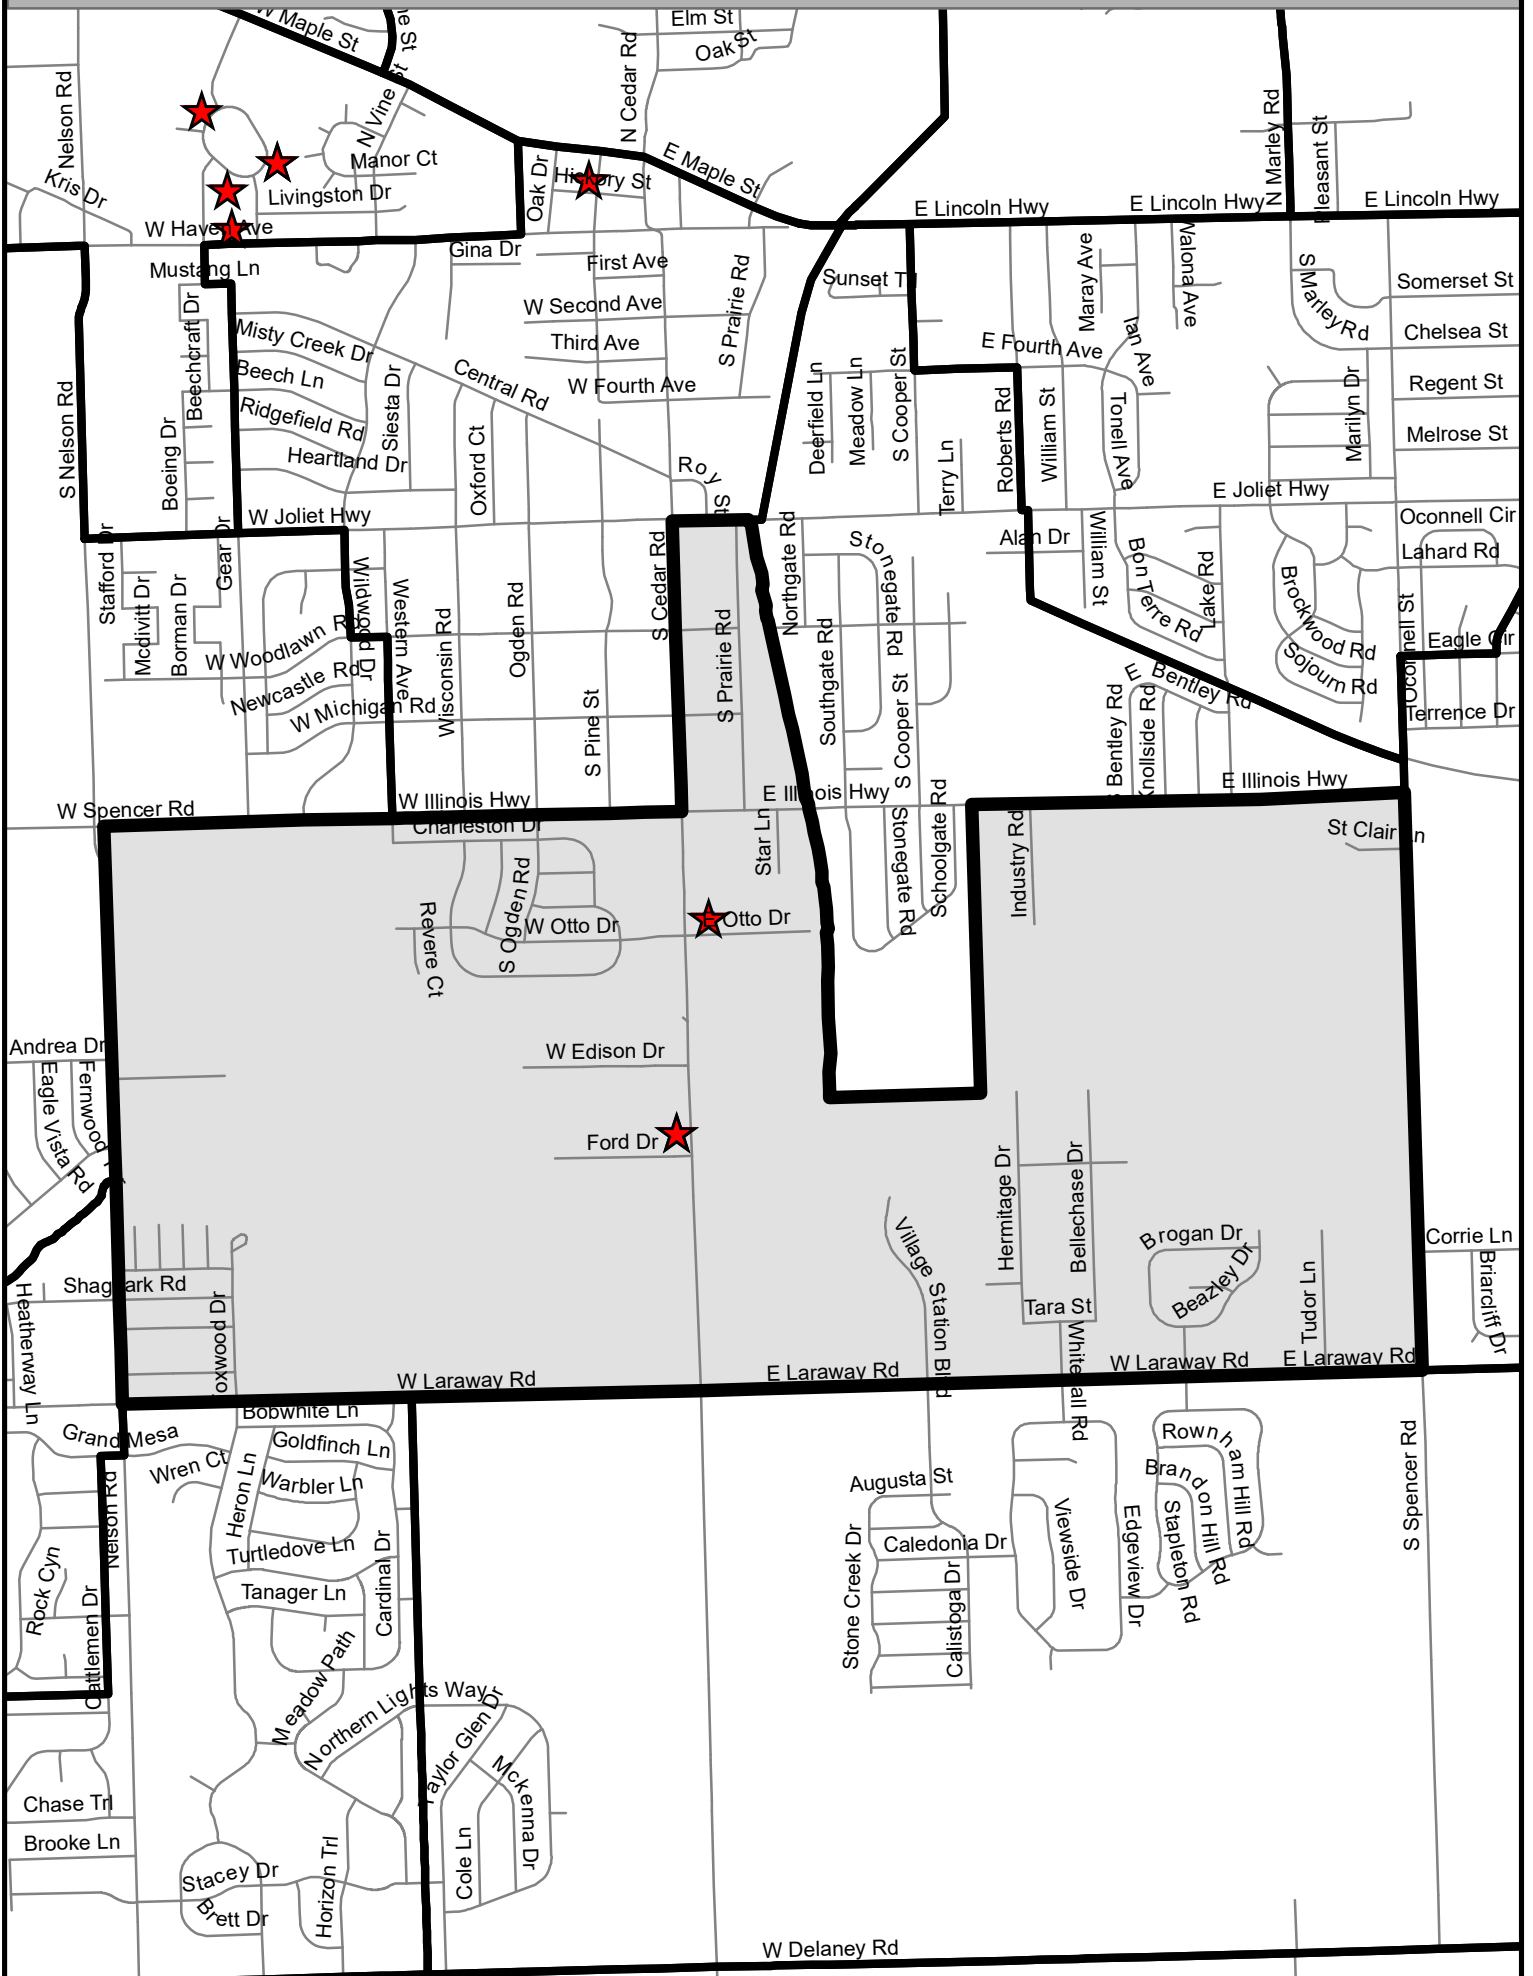 W Maple St
Elm St
Oak St
N Cedar Rd
Nelson Rd
N Vine St
N Marley Rd
Pleasant St
Manor Ct
E Maple St
Kris Dr
Livingston Dr
Oak Dr
Hickory St
E Lincoln Hwy
E Lincoln Hwy
E Lincoln Hwy
W Haven Ave
Gina Dr
Mustang Ln
First Ave
Sunset Trl
Maray Ave
Walona Ave
S Marley Rd
Somerset St
Beechcraft Dr
W Second Ave
S Prairie Rd
Misty Creek Dr
Third Ave
E Fourth Ave
Ian Ave
Chelsea St
Beech Ln
Central Rd
W Fourth Ave
Deerfield Ln
Meadow Ln
S Cooper St
Regent St
S Nelson Rd
Boeing Dr
Ridgefield Rd
Siesta Dr
Roberts Rd
William St
Tonell Ave
Marilyn Dr
Melrose St
Heartland Dr
Oxford Ct
Roy St
Terry Ln
E Joliet Hwy
W Joliet Hwy
Oconnell Cir
Stafford Dr
Gear Dr
S Cedar Rd
Northgate Rd
Stonegate Rd
Alan Dr
William St
Bon Terre Rd
Lake Rd
Brockwood Rd
Lahard Rd
Mcdivitt Dr
Borman Dr
Wildwood Dr
Western Ave
Wisconsin Rd
Ogden Rd
S Prairie Rd
Southgate Rd
Oconnell St
Eagle Cir
W Woodlawn Rd
Sojourn Rd
Newcastle Rd
W Michigan Rd
S Pine St
S Cooper St
E Bentley Rd
S Bentley Rd
Knollside Rd
Terrence Dr
W Spencer Rd
W Illinois Hwy
E Illinois Hwy
E Illinois Hwy
Charleston Dr
Star Ln
Stonegate Rd
Schoolgate Rd
Industry Rd
St Clair Ln
Revere Ct
S Ogden Rd
W Otto Dr
E Otto Dr
Andrea Dr
W Edison Dr
Eagle Vista Rd
Ford Dr
Hermitage Dr
Bellechase Dr
Village Station Blvd
Brogan Dr
Corrie Ln
Shagbark Rd
Beazley Dr
Tudor Ln
Briarcliff Dr
Heatherway Ln
Foxwood Dr
Tara St
Whitehall Rd
W Laraway Rd
E Laraway Rd
W Laraway Rd
E Laraway Rd
Bobwhite Ln
Grand Mesa
Goldfinch Ln
Rownham Hill Rd
S Spencer Rd
Wren Ct
Heron Ln
Warbler Ln
Augusta St
Brandon Hill Rd
Nelson Rd
Viewside Dr
Edgeview Dr
Stapleton Rd
Rock Cyn
Turtledove Ln
Cardinal Dr
Stone Creek Dr
Caledonia Dr
Cattlemen Dr
Tanager Ln
Calistoga Dr
Meadow Path
Northern Lights Way
Taylor Glen Dr
Mckenna Dr
Chase Trl
Brooke Ln
Stacey Dr
Horizon Trl
Cole Ln
Brett Dr
W Delaney Rd